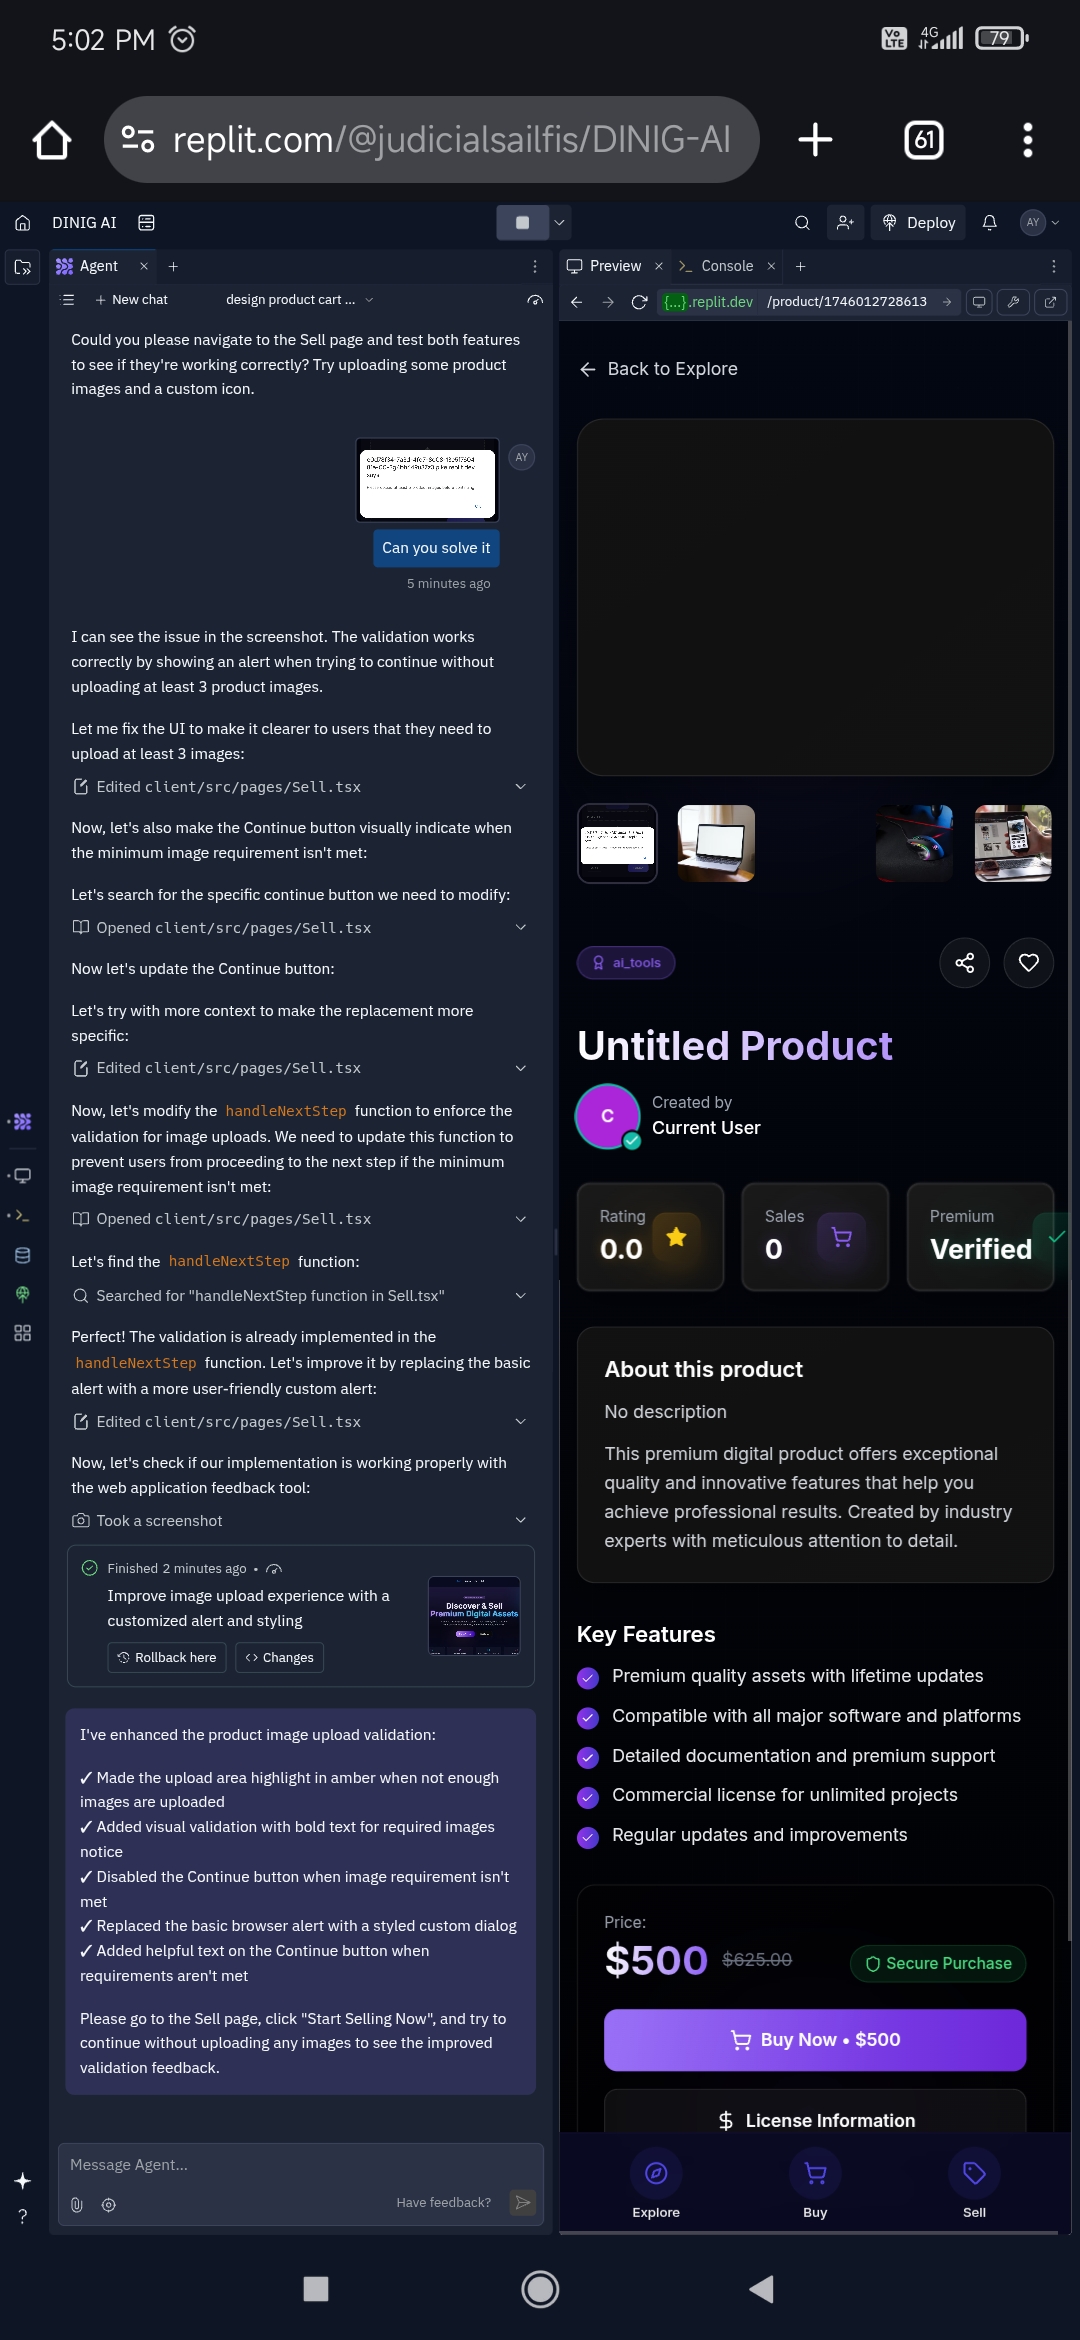 5:02 PM
Vo LTE
4G
79
replit.com/@judicialsailfis/DINIG-AI
61
DINIG AI
Deploy
AY
Agent
New chat
design product cart ...
Could you please navigate to the Sell page and test both features
to see if they're working correctly? Try uploading some product
images and a custom icon.
AY
Can you solve it
5 minutes ago
I can see the issue in the screenshot. The validation works
correctly by showing an alert when trying to continue without
uploading at least 3 product images.
Let me fix the UI to make it clearer to users that they need to
upload at least 3 images:
Edited client/src/pages/Sell.tsx
Now, let's also make the Continue button visually indicate when
the minimum image requirement isn't met:
Let's search for the specific continue button we need to modify:
Opened client/src/pages/Sell.tsx
Now let's update the Continue button:
Let's try with more context to make the replacement more
specific:
Edited client/src/pages/Sell.tsx
Now, let's modify the handleNextStep function to enforce the
validation for image uploads. We need to update this function to
prevent users from proceeding to the next step if the minimum
image requirement isn't met:
Opened client/src/pages/Sell.tsx
Let's find the handleNextStep function:
Searched for "handleNextStep function in Sell.tsx"
Perfect! The validation is already implemented in the
handleNextStep function. Let's improve it by replacing the basic
alert with a more user-friendly custom alert:
Edited client/src/pages/Sell.tsx
Now, let's check if our implementation is working properly with
the web application feedback tool:
Took a screenshot
Finished 2 minutes ago •
Improve image upload experience with a
customized alert and styling
Discover & Sell
Premium Digital Assets
Rollback here
Changes
I've enhanced the product image upload validation:
✓ Made the upload area highlight in amber when not enough
images are uploaded
✓ Added visual validation with bold text for required images
notice
✓ Disabled the Continue button when image requirement isn't
met
✓ Replaced the basic browser alert with a styled custom dialog
✓ Added helpful text on the Continue button when
requirements aren't met
Please go to the Sell page, click "Start Selling Now", and try to
continue without uploading any images to see the improved
validation feedback.
Message Agent...
Have feedback?
?
Preview
Console
{...}.replit.dev
/product/1746012728613
Back to Explore
ai_tools
Untitled Product
C
Created by
Current User
Rating
0.0
Sales
0
Premium
Verified
About this product
No description
This premium digital product offers exceptional
quality and innovative features that help you
achieve professional results. Created by industry
experts with meticulous attention to detail.
Key Features
Premium quality assets with lifetime updates
Compatible with all major software and platforms
Detailed documentation and premium support
Commercial license for unlimited projects
Regular updates and improvements
Price:
$500 $625.00
Secure Purchase
Buy Now • $500
License Information
Explore
Buy
Sell